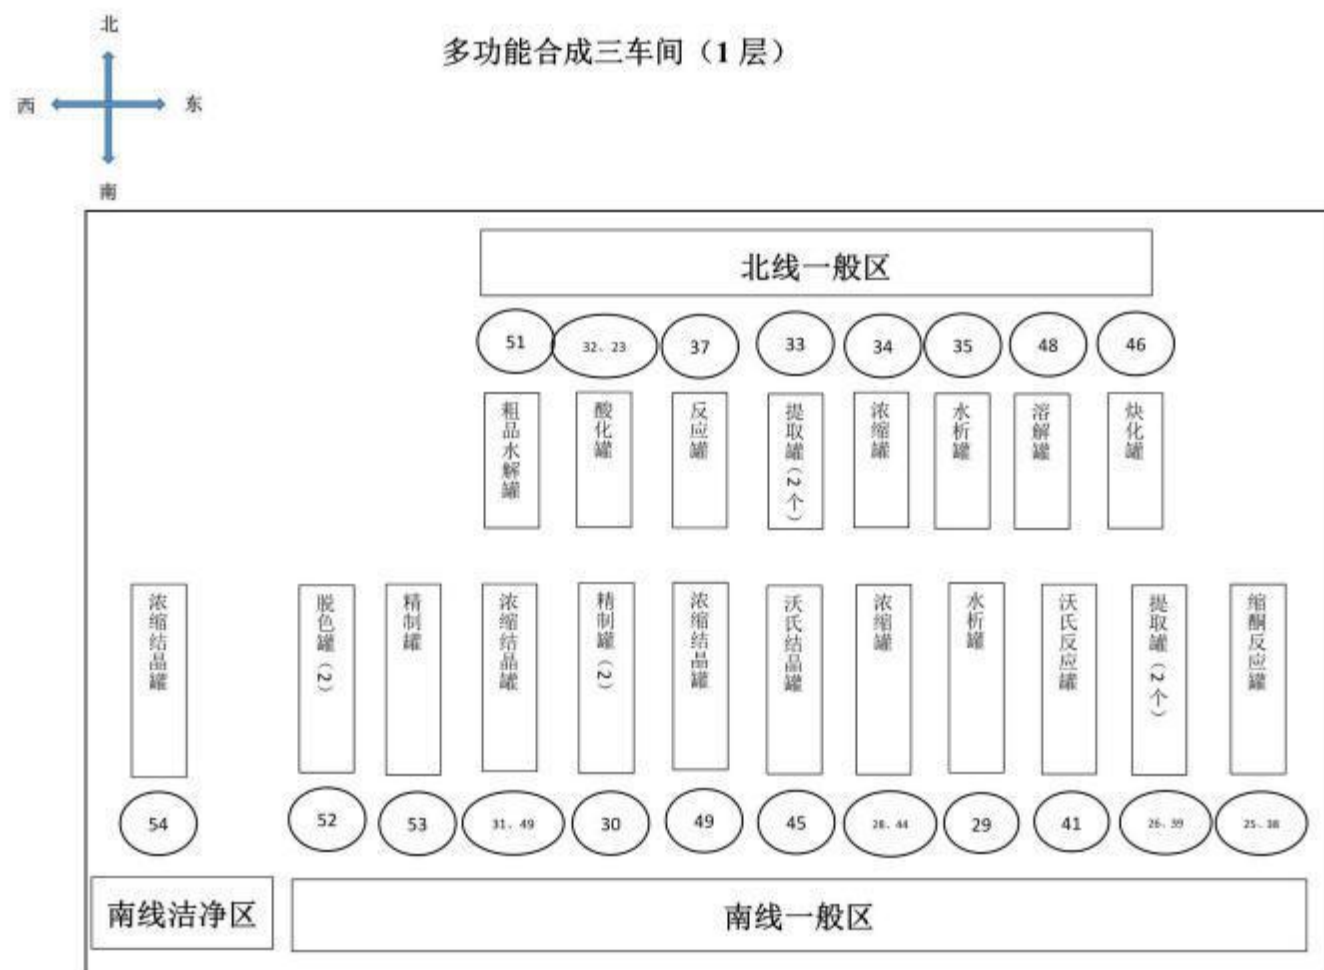 北
多功能合成三车间（1 层）
西
东
南
北线一般区
51
32、23
37
33
34
35
48
46
粗品水解罐
酸化罐
反应罐
提取罐（2个）
浓缩罐
水析罐
溶解罐
炔化罐
浓缩结晶罐
脱色罐（2）
精制罐
浓缩结晶罐
精制罐（2）
浓缩结晶罐
沃氏结晶罐
浓缩罐
水析罐
沃氏反应罐
提取罐（2个）
缩酮反应罐
54
52
53
31、49
30
49
45
28、44
29
41
26、39
25、38
南线洁净区
南线一般区